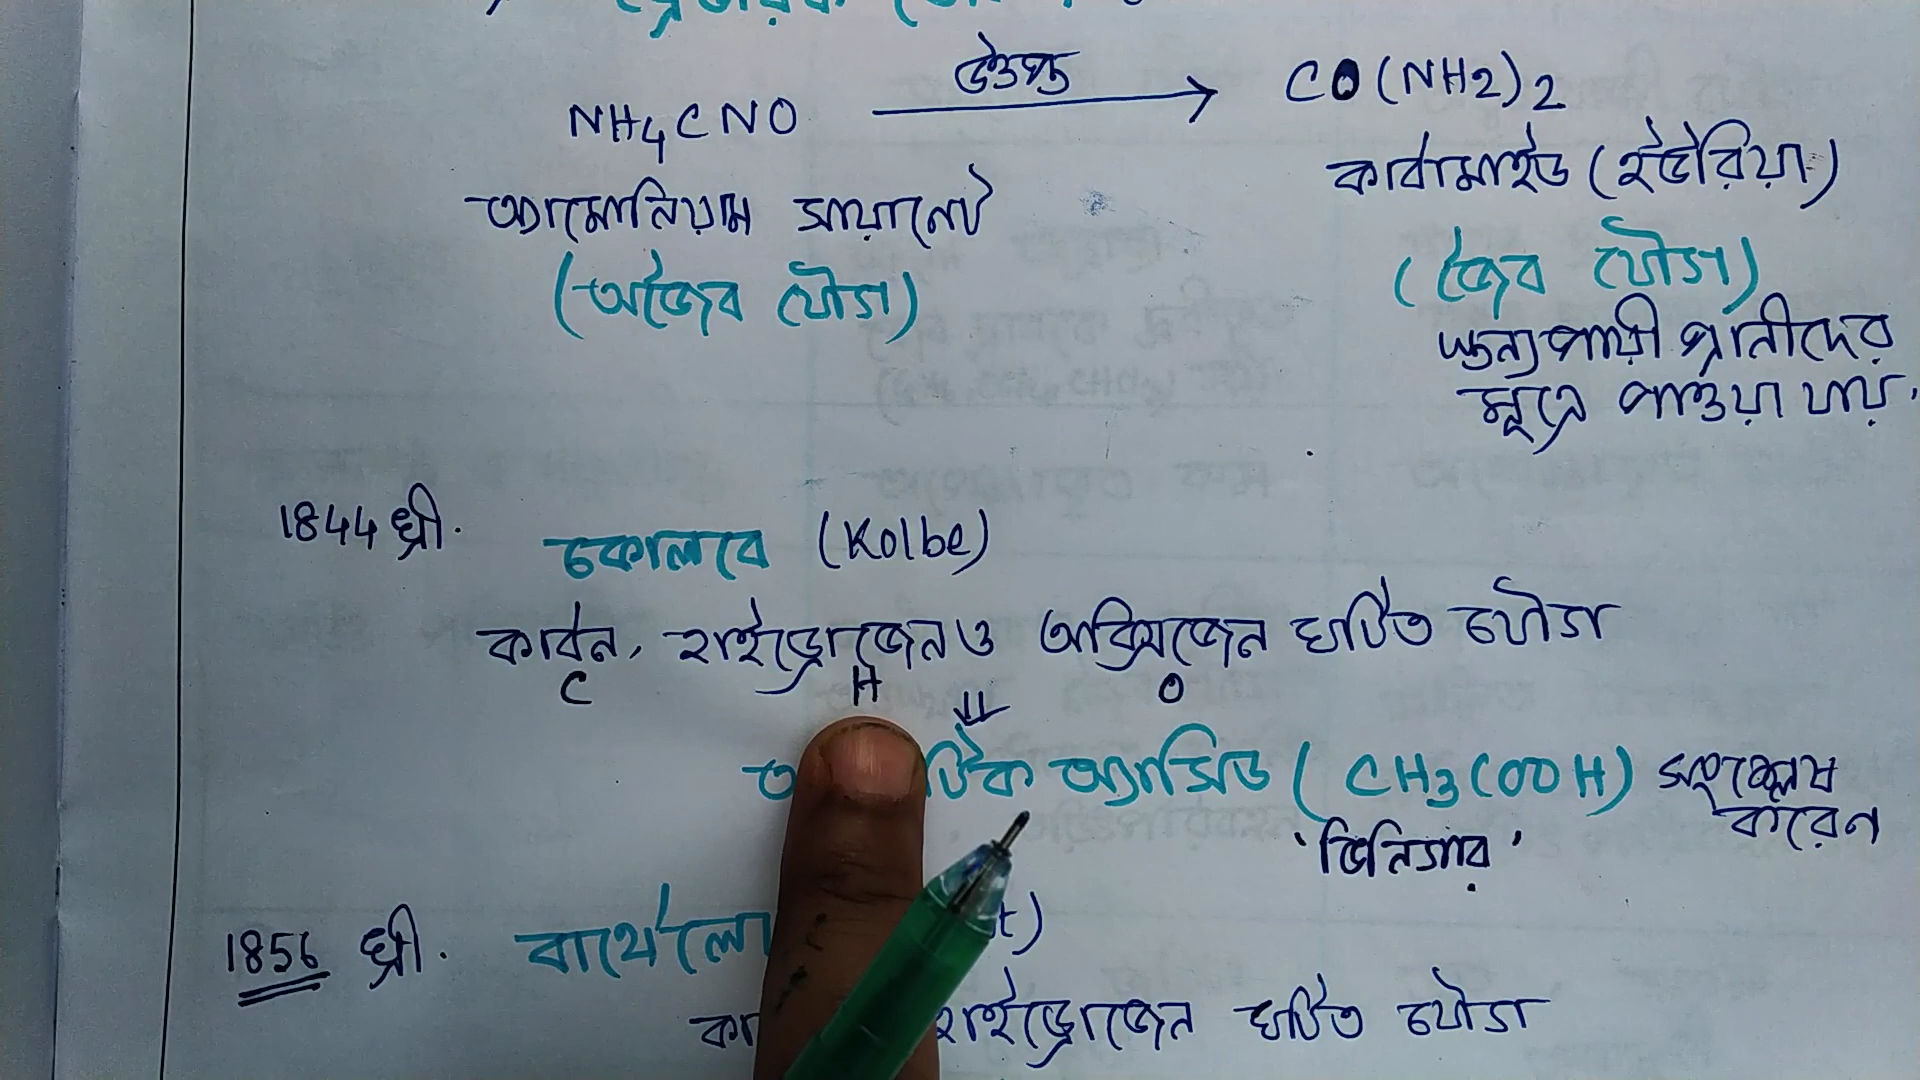 উত্তপ্ত
NH4CNO → CO(NH2)2
অ্যামোনিয়াম সায়ানেট
কার্বামাইড (ইউরিয়া)
(অজৈব যৌগ)
(জৈব যৌগ)
স্তন্যপায়ী প্রানীদের
মূত্রে পাওয়া যায়.
1844 খ্রী. কোলবে (Kolbe)
কার্বন, হাইড্রোজেন ও অক্সিজেন ঘটিত যৌগ
C H O
টিক অ্যাসিড (CH3COOH) সংশ্লেষ
করেন
'ভিনিগার'
1856 খ্রী. বার্থেলো t)
কা হাইড্রোজেন ঘটিত যৌগ